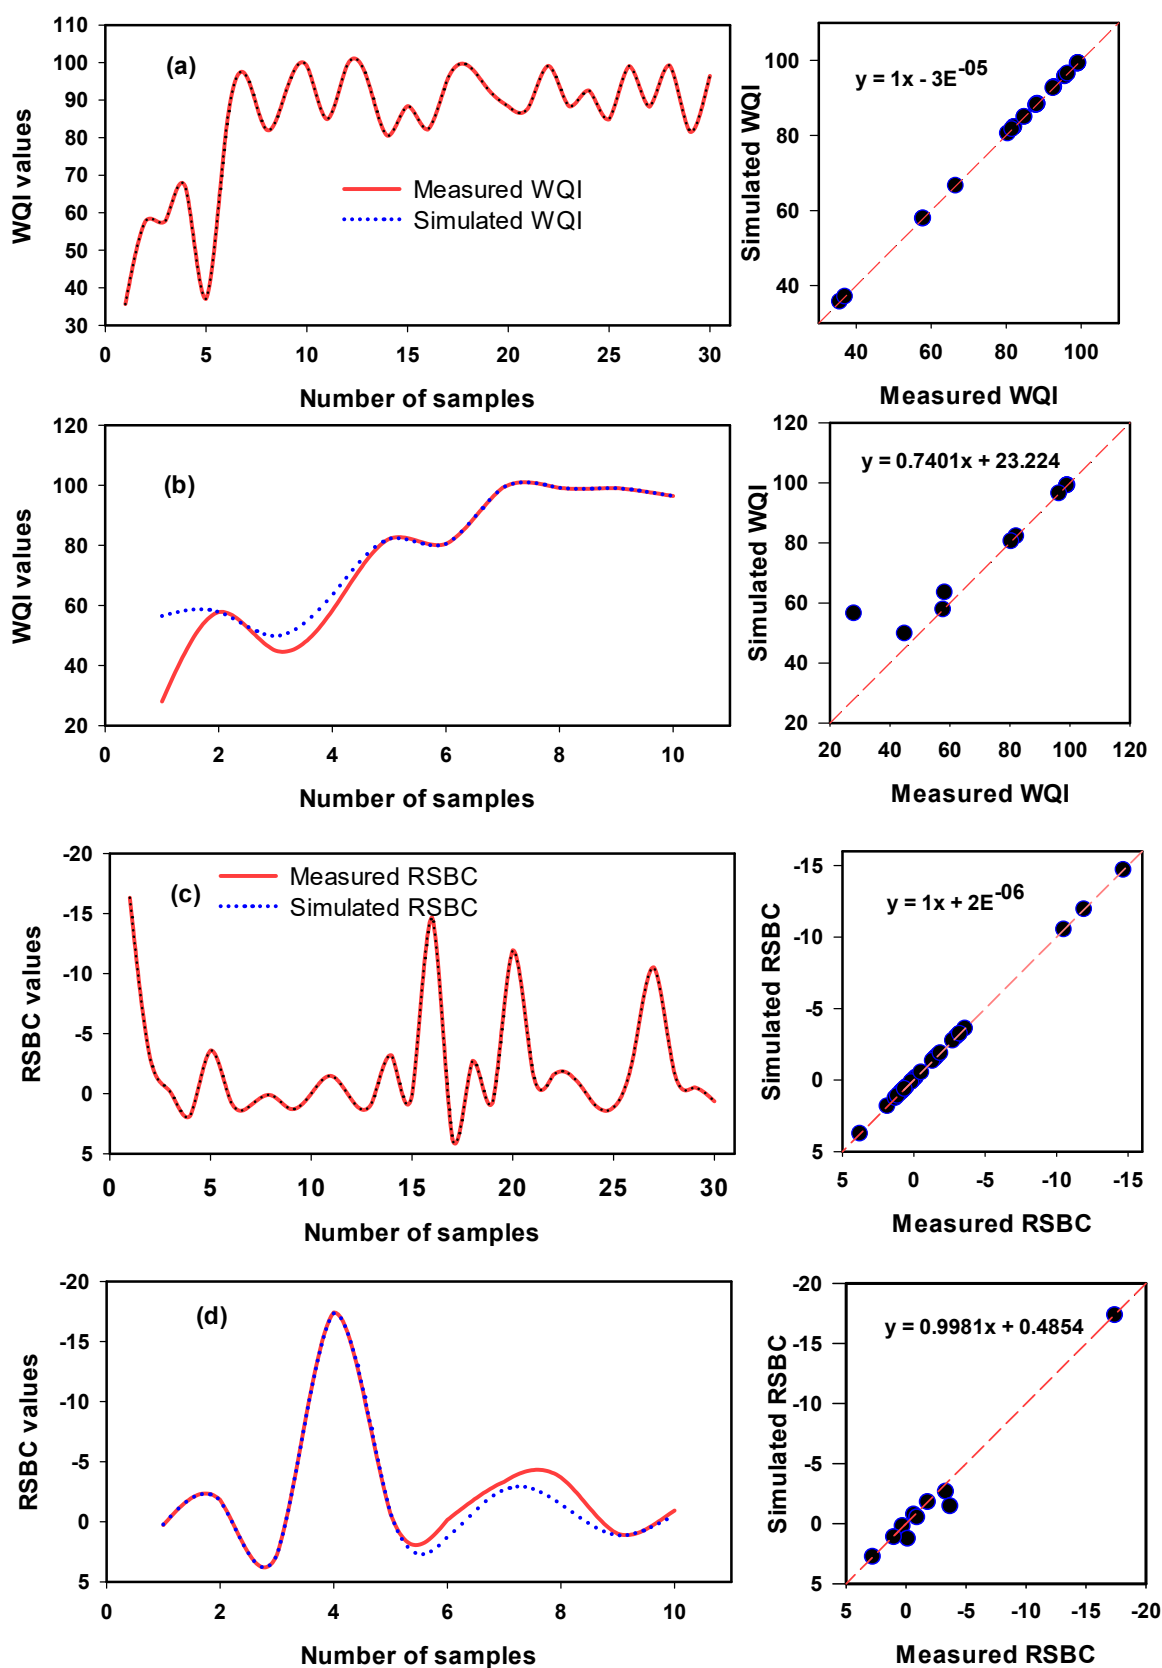 110
100
90
80
70
60
50
40
30
WQI values
(a)
Measured WQI
Simulated WQI
0 5 10 15 20 25 30
Number of samples
100
80
60
40
Simulated WQI
y = 1x - 3E-05
40 60 80 100
Measured WQI
120
100
80
60
40
20
WQI values
(b)
0 2 4 6 8 10
Number of samples
120
100
80
60
40
20
Simulated WQI
y = 0.7401x + 23.224
20 40 60 80 100 120
Measured WQI
-20
-15
-10
-5
0
5
RSBC values
(c)
Measured RSBC
Simulated RSBC
0 5 10 15 20 25 30
Number of samples
-15
-10
-5
0
5
Simulated RSBC
y = 1x + 2E-06
5 0 -5 -10 -15
Measured RSBC
-20
-15
-10
-5
0
5
RSBC values
(d)
0 2 4 6 8 10
Number of samples
-20
-15
-10
-5
0
5
Simulated RSBC
y = 0.9981x + 0.4854
5 0 -5 -10 -15 -20
Measured RSBC